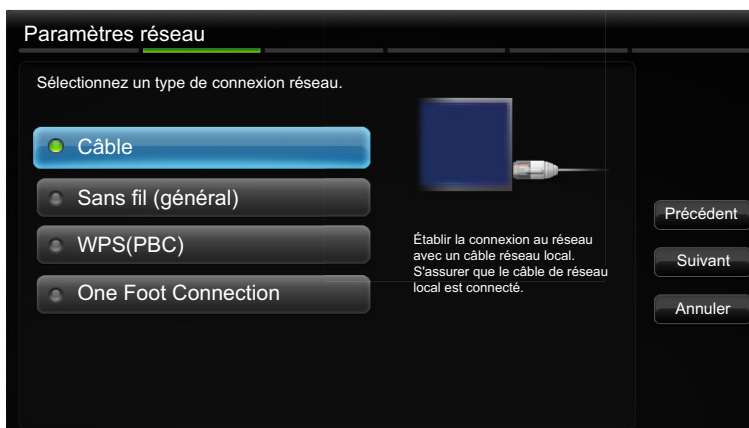 Paramètres réseau
Sélectionnez un type de connexion réseau.
Câble
Sans fil (général)
WPS(PBC)
One Foot Connection
Établir la connexion au réseau
avec un câble réseau local.
S'assurer que le câble de réseau
local est connecté.
Précédent
Suivant
Annuler